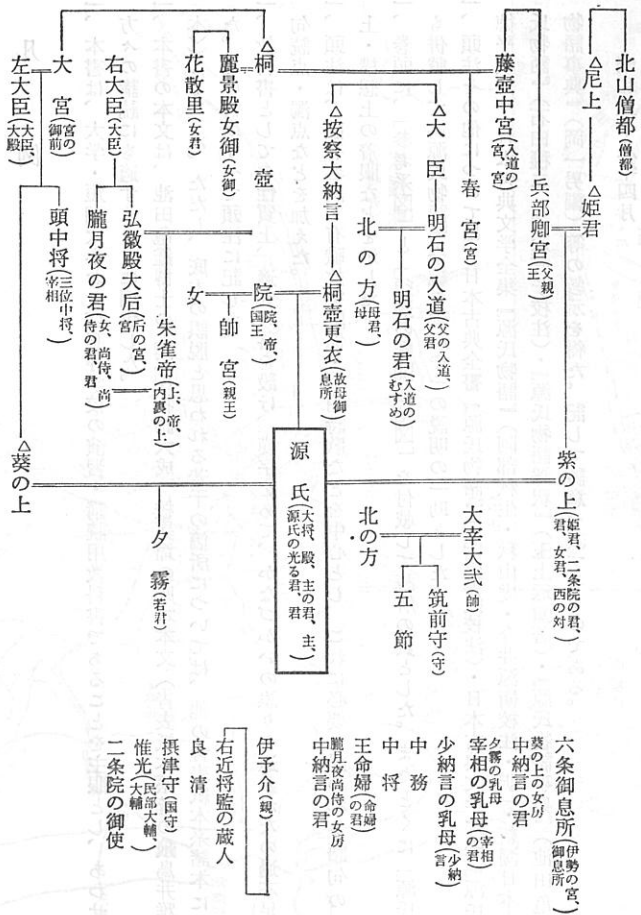 北山僧都(僧都)
△尼上
△姫君
兵部卿宮(父親王)
紫の上(姫君、二条院の君、君、女君、西の対)
藤壺中宮(入道の宮、宮)
春宮(宮)
△桐壺院(院、帝、国王)
△大臣
明石の入道(父の入道、父君)
明石の君(入道のむすめ)
北の方(母君、母)
△按察大納言
△桐壺更衣(故母御息所)
麗景殿女御(女御)
花散里(女君)
女
帥宮(親王)
源氏(大将、殿、主の君、主、源氏の光る君、君)
右大臣(大臣)
弘徽殿大后(后の宮、宮)
朱雀帝(上、帝、内裏の上)
朧月夜の君(女、尚侍、尚侍の君、君)
大宮(宮の御前)
左大臣(大臣、大殿)
頭中将(三位中将、宰相)
△葵の上
夕霧(若君)
大宰大弐(帥)
筑前守(守)
五節
北の方
六条御息所(伊勢の宮、御息所)
葵の上の女房
中納言の君
夕霧の乳母
宰相の乳母(宰相の君)
少納言の乳母(少納言)
中務
中将
王命婦(命婦の君)
朧月夜尚侍の女房
中納言の君
伊予介(親)
右近将監の蔵人
良清
摂津守(国守)
惟光(民部大輔、大輔)
二条院の御使